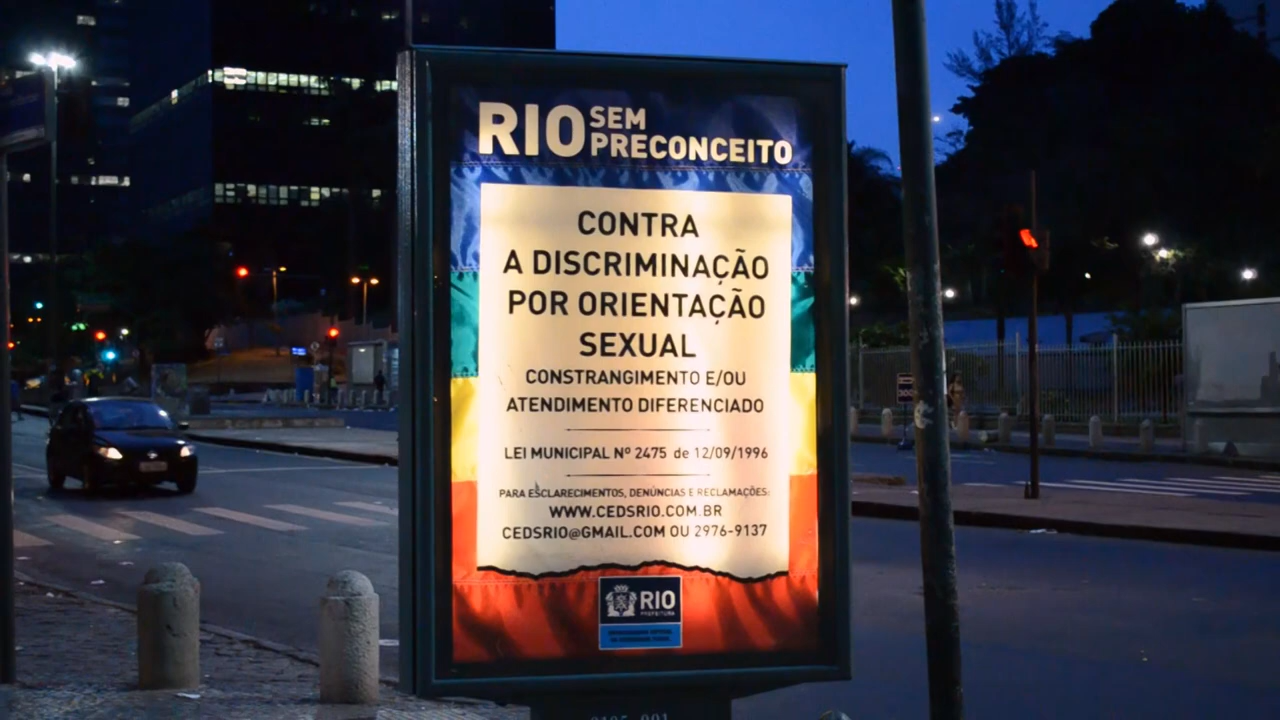 RIO SEM
PRECONCEITO
CONTRA
A DISCRIMINAÇÃO
POR ORIENTAÇÃO
SEXUAL
CONSTRANGIMENTO E/OU
ATENDIMENTO DIFERENCIADO
LEI MUNICIPAL Nº 2475 de 12/09/1996
PARA ESCLARECIMENTOS, DENÚNCIAS E RECLAMAÇÕES:
WWW.CEDSRIO.COM.BR
CEDSRIO@GMAIL.COM OU 2976-9137
RIO
PREFEITURA